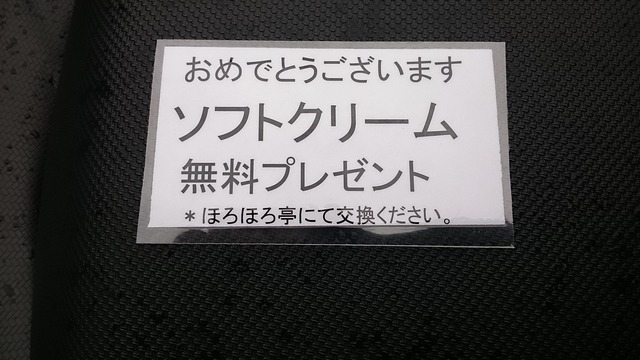 おめでとうございます
ソフトクリーム
無料プレゼント
＊ほろほろ亭にて交換ください。